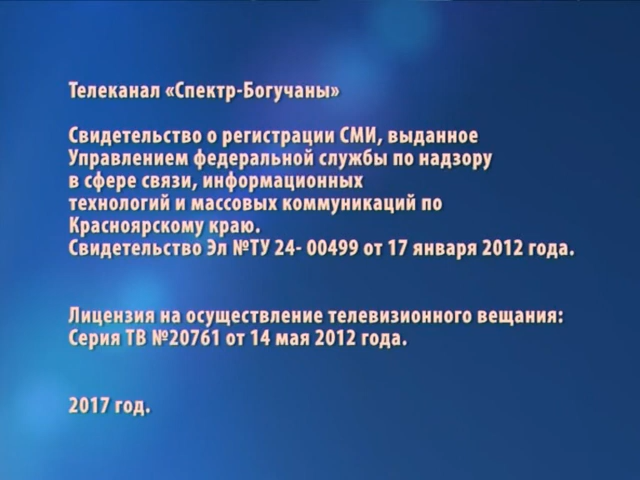 Телеканал «Спектр-Богучаны»
Свидетельство о регистрации СМИ, выданное
Управлением федеральной службы по надзору
в сфере связи, информационных
технологий и массовых коммуникаций по
Красноярскому краю.
Свидетельство Эл №ТУ 24- 00499 от 17 января 2012 года.
Лицензия на осуществление телевизионного вещания:
Серия ТВ №20761 от 14 мая 2012 года.
2017 год.